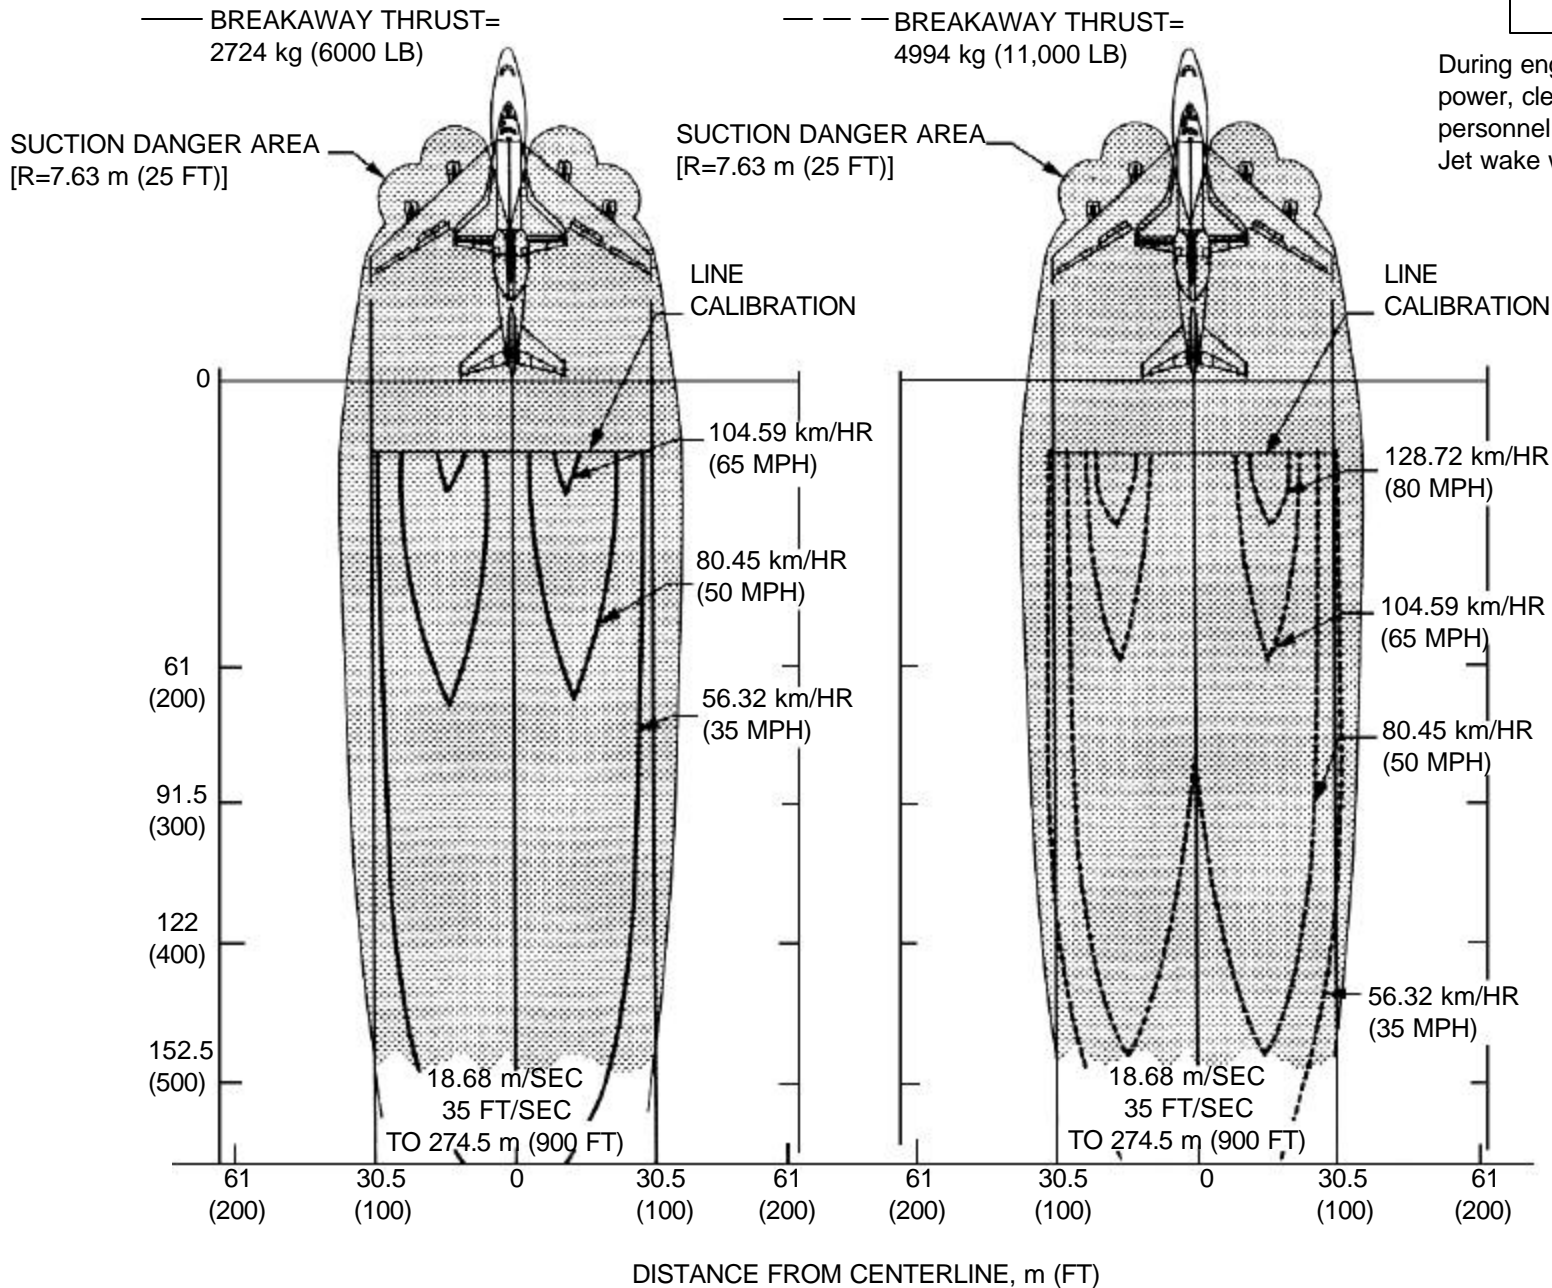 BREAKAWAY THRUST=
2724 kg (6000 LB)
BREAKAWAY THRUST=
4994 kg (11,000 LB)
During
power,
personnel
Jet wake
SUCTION DANGER AREA
[R=7.63 m (25 FT)]
SUCTION DANGER AREA
[R=7.63 m (25 FT)]
LINE
CALIBRATION
LINE
CALIBRATION
0
104.59 km/HR
(65 MPH)
128.72 km/HR
(80 MPH)
80.45 km/HR
(50 MPH)
104.59 km/HR
(65 MPH)
61
(200)
56.32 km/HR
(35 MPH)
80.45 km/HR
(50 MPH)
91.5
(300)
122
(400)
56.32 km/HR
(35 MPH)
152.5
(500)
18.68 m/SEC
35 FT/SEC
TO 274.5 m (900 FT)
18.68 m/SEC
35 FT/SEC
TO 274.5 m (900 FT)
61 30.5 0 30.5 61
(200) (100) (100) (200)
61 30.5 0 30.5 61
(200) (100) (100) (200)
DISTANCE FROM CENTERLINE, m (FT)